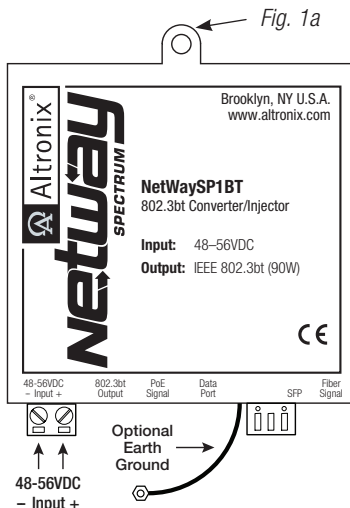 Fig. 1a
Altronix®
Netway
SPECTRUM
Brooklyn, NY U.S.A.
www.altronix.com
NetWaySP1BT
802.3bt Converter/Injector
Input: 48–56VDC
Output: IEEE 802.3bt (90W)
CE
48-56VDC
– Input +
802.3bt
Output
PoE
Signal
Data
Port
SFP
Fiber
Signal
Optional
Earth
Ground
48-56VDC
– Input +